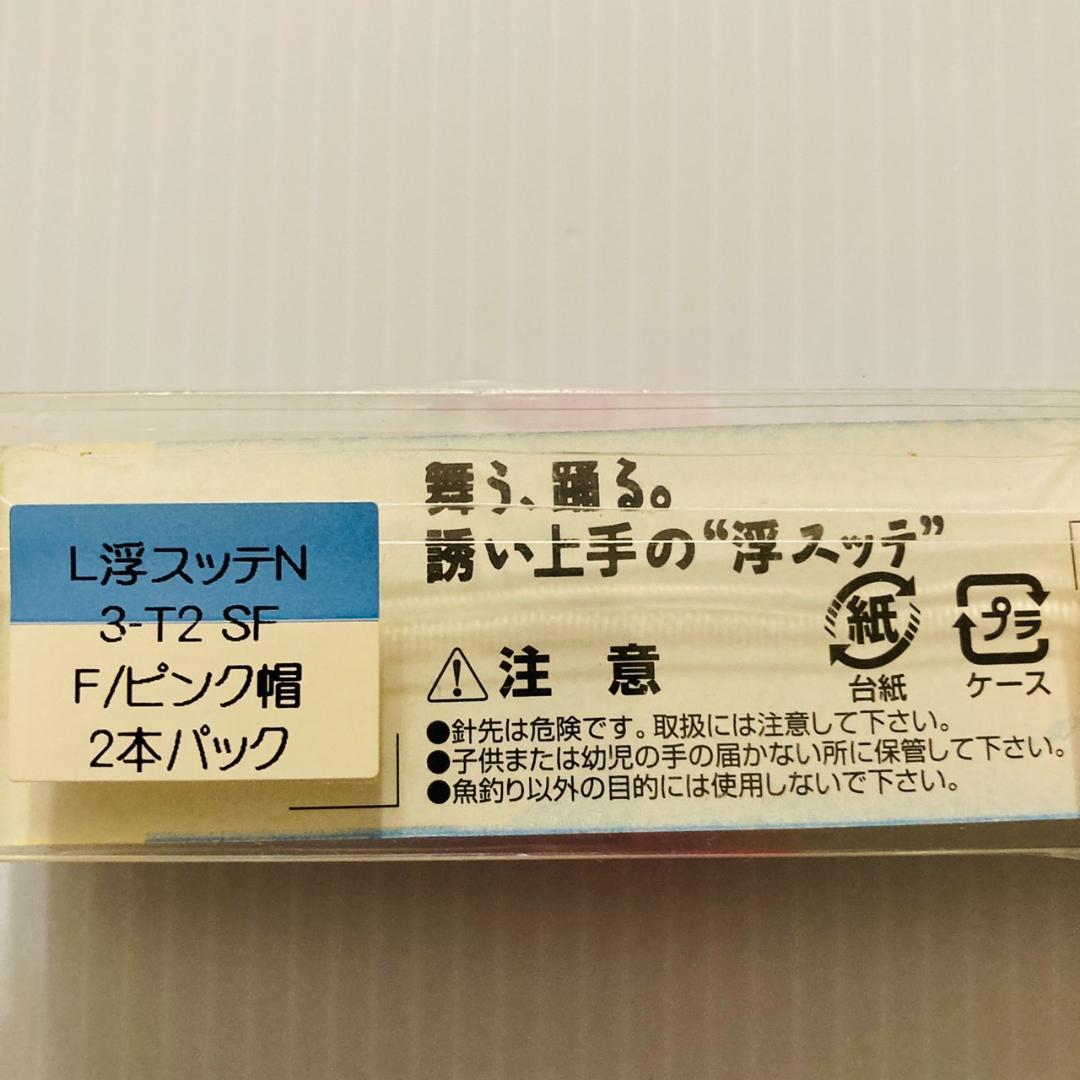 L浮スッテN
3-T2 SF
F/ピンク帽
2本パック
舞う、踊る。
誘い上手の“浮スッテ”
紙
台紙
プラ
ケース
注 意
●針先は危険です。取扱には注意して下さい。
●子供または幼児の手の届かない所に保管して下さい。
●魚釣り以外の目的には使用しないで下さい。